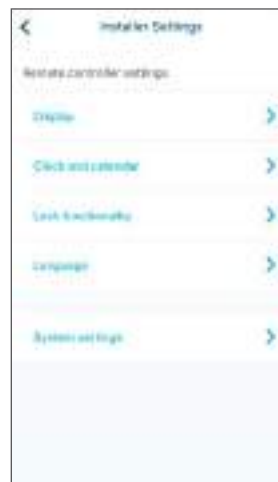 Installer Settings
Remote controller settings:
Display
Clock and calendar
Lock functionality
Language
System settings